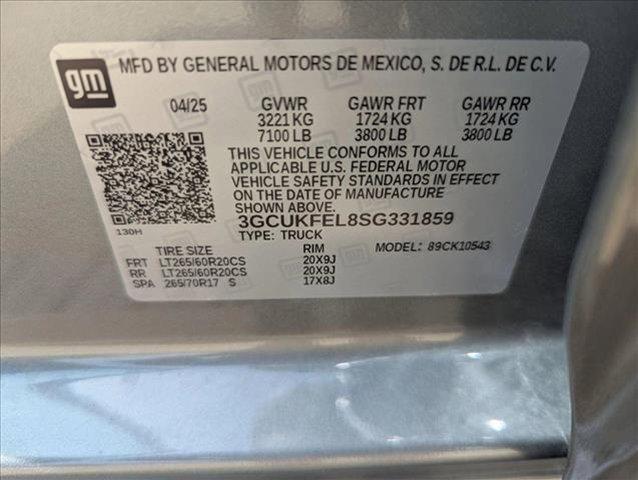 gm
MFD BY GENERAL MOTORS DE MEXICO, S. DE R.L. DE C.V.
04/25 GVWR GAWR FRT GAWR RR
3221 KG 1724 KG 1724 KG
7100 LB 3800 LB 3800 LB
THIS VEHICLE CONFORMS TO ALL
APPLICABLE U.S. FEDERAL MOTOR
VEHICLE SAFETY STANDARDS IN EFFECT
ON THE DATE OF MANUFACTURE
SHOWN ABOVE.
3GCUKFEL8SG331859
130H
TYPE: TRUCK MODEL: 89CK10543
TIRE SIZE RIM
FRT LT265/60R20CS 20X9J
RR LT265/60R20CS 20X9J
SPA 265/70R17 S 17X8J